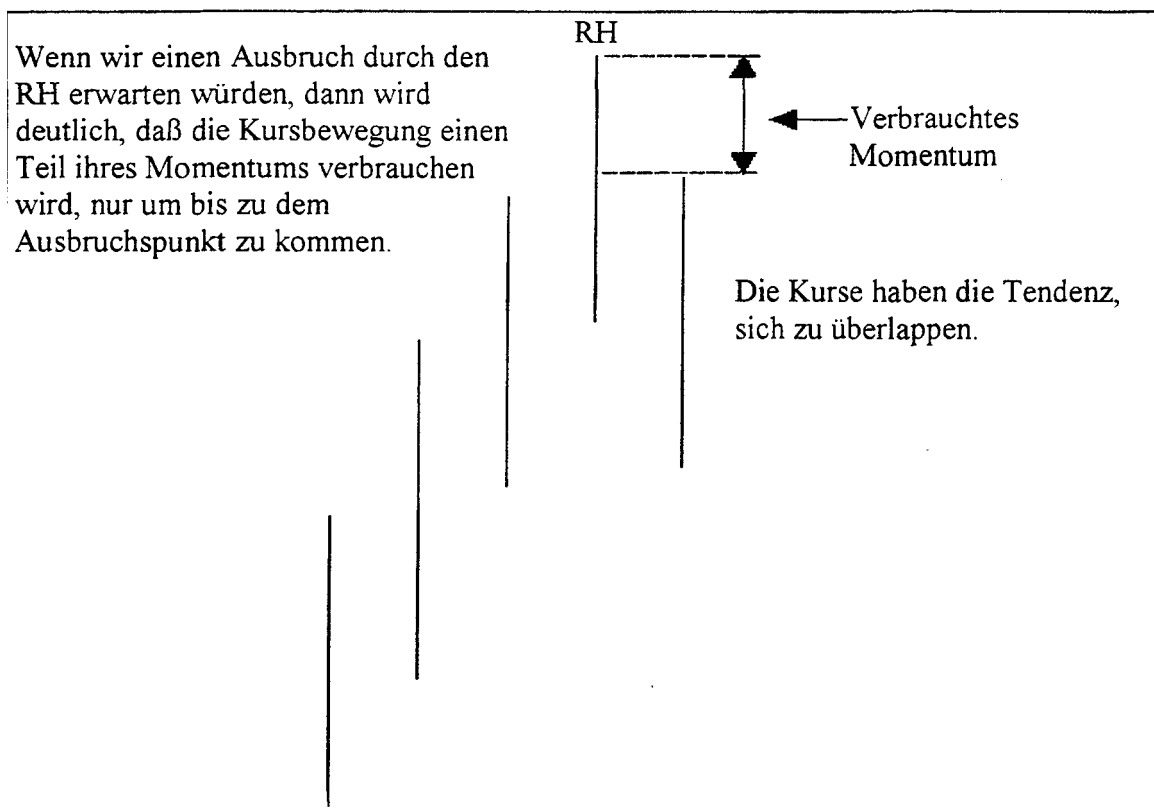 RH
Wenn wir einen Ausbruch durch den
RH erwarten würden, dann wird
deutlich, daß die Kursbewegung einen
Teil ihres Momentums verbrauchen
wird, nur um bis zu dem
Ausbruchspunkt zu kommen.
Verbrauchtes
Momentum
Die Kurse haben die Tendenz,
sich zu überlappen.